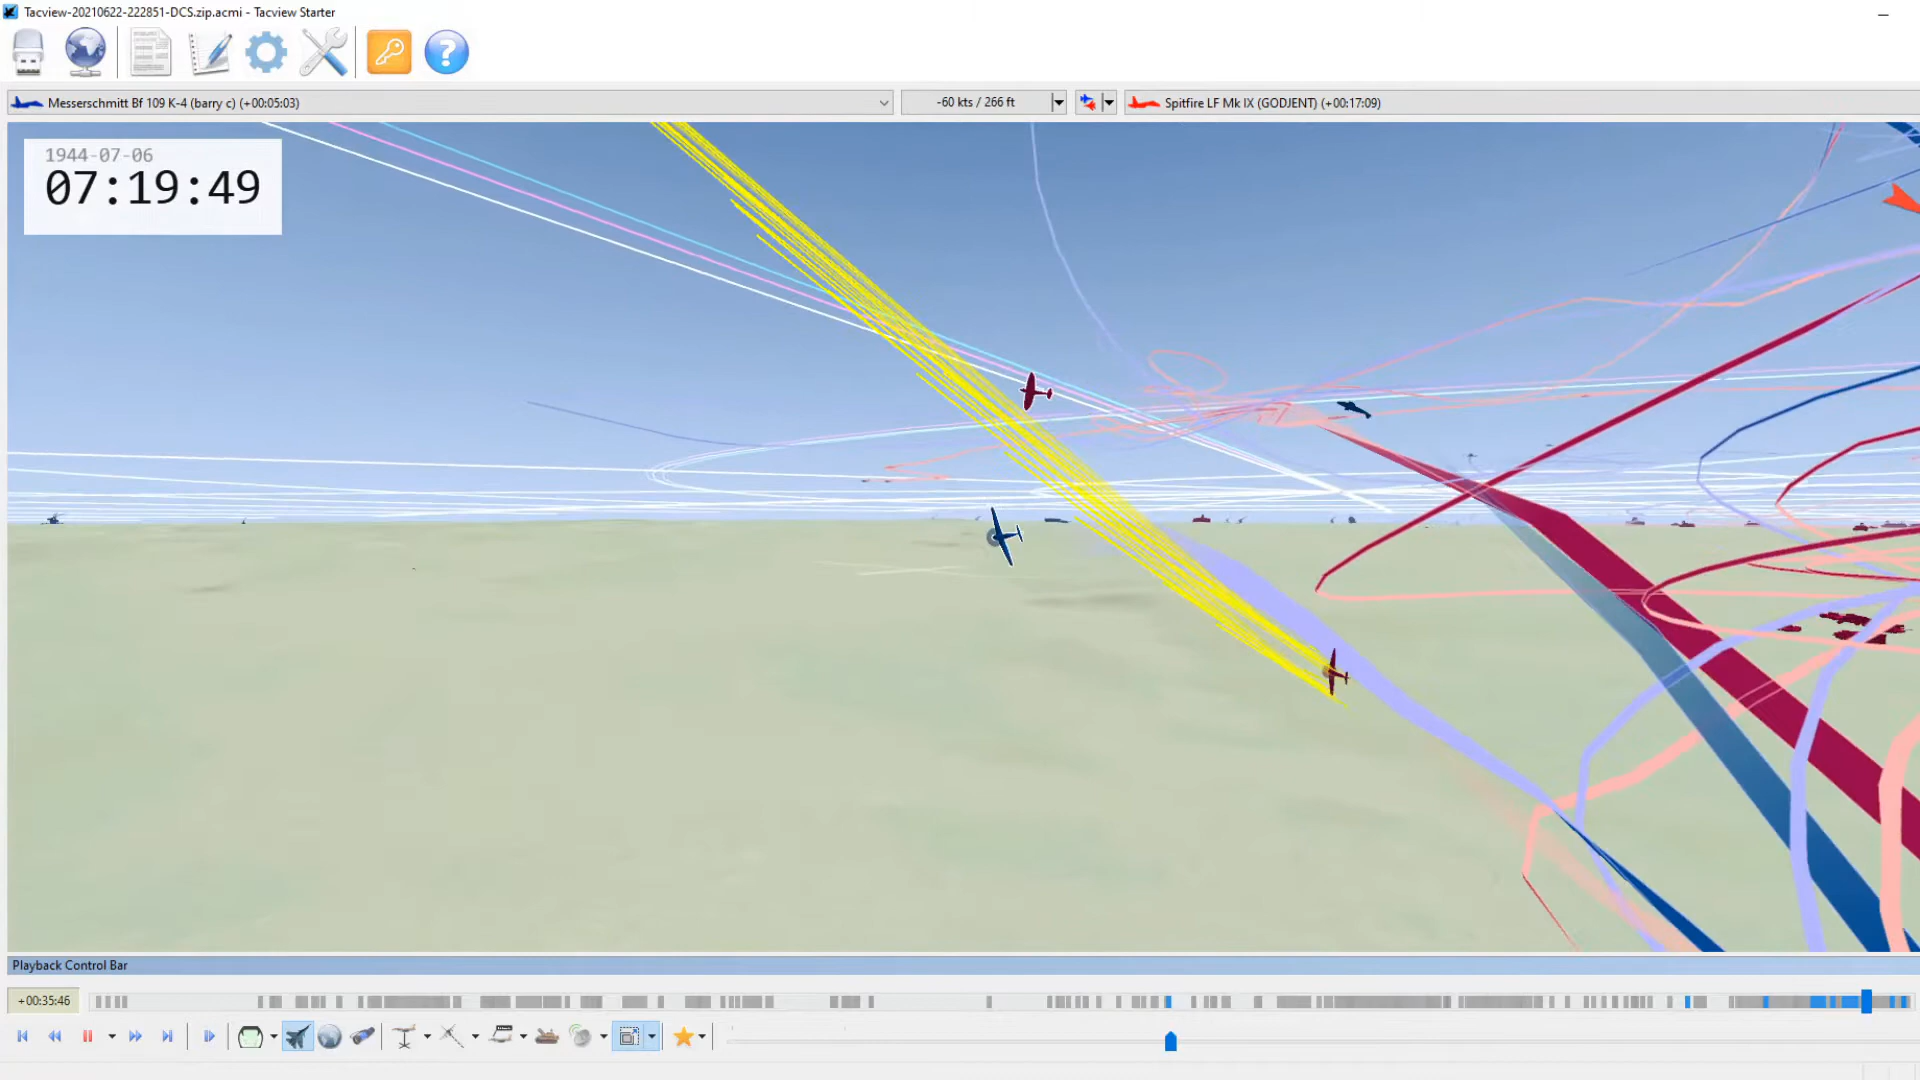 Tacview-20210622-222851-DCS.zip.acmi - Tacview Starter
Messerschmitt Bf 109 K-4 (barry c) (+00:05:03)
-60 kts / 266 ft
Spitfire LF Mk IX (GODJENT) (+00:17:09)
1944-07-06
07:19:49
Playback Control Bar
+00:35:46